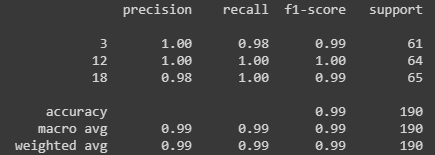 precision recall f1-score support
3 1.00 0.98 0.99 61
12 1.00 1.00 1.00 64
18 0.98 1.00 0.99 65
accuracy 0.99 190
macro avg 0.99 0.99 0.99 190
weighted avg 0.99 0.99 0.99 190